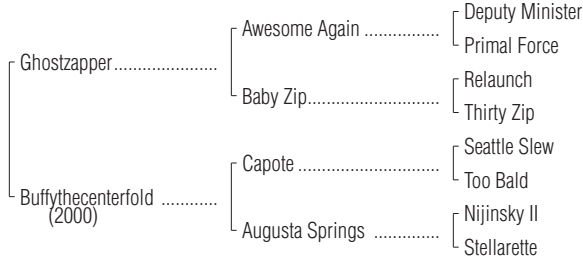 Deputy Minister
Awesome Again ................
Primal Force
Ghostzapper......................
Relaunch
Baby Zip............................
Thirty Zip
Seattle Slew
Capote ..............................
Too Bald
Buffythecenterfold ............
(2000)
Nijinsky II
Augusta Springs ..............
Stellarette